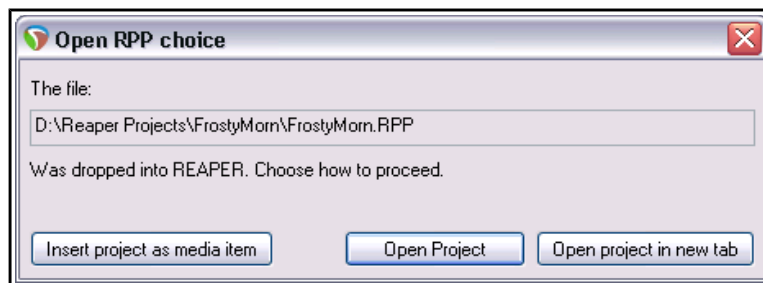 Open RPP choice
The file:
D:\Reaper Projects\FrostyMorn\FrostyMorn.RPP
Was dropped into REAPER. Choose how to proceed.
Insert project as media item Open Project Open project in new tab